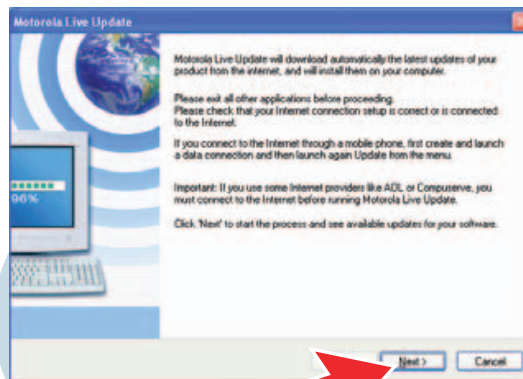 Motorola Live Update
Motorola Live Update will download automatically the latest updates of your
product from the internet, and will install them on your computer.
Please exit all other applications before proceeding.
Please check that your Internet connection setup is correct or is connected
to the Internet.
If you connect to the Internet through a mobile phone, first create and launch
a data connection and then launch again Update from the menu.
Important: If you use some Internet providers like AOL or Compuserve, you
must connect to the Internet before running Motorola Live Update.
Click 'Next' to start the process and see available updates for your software.
96%
Next >
Cancel